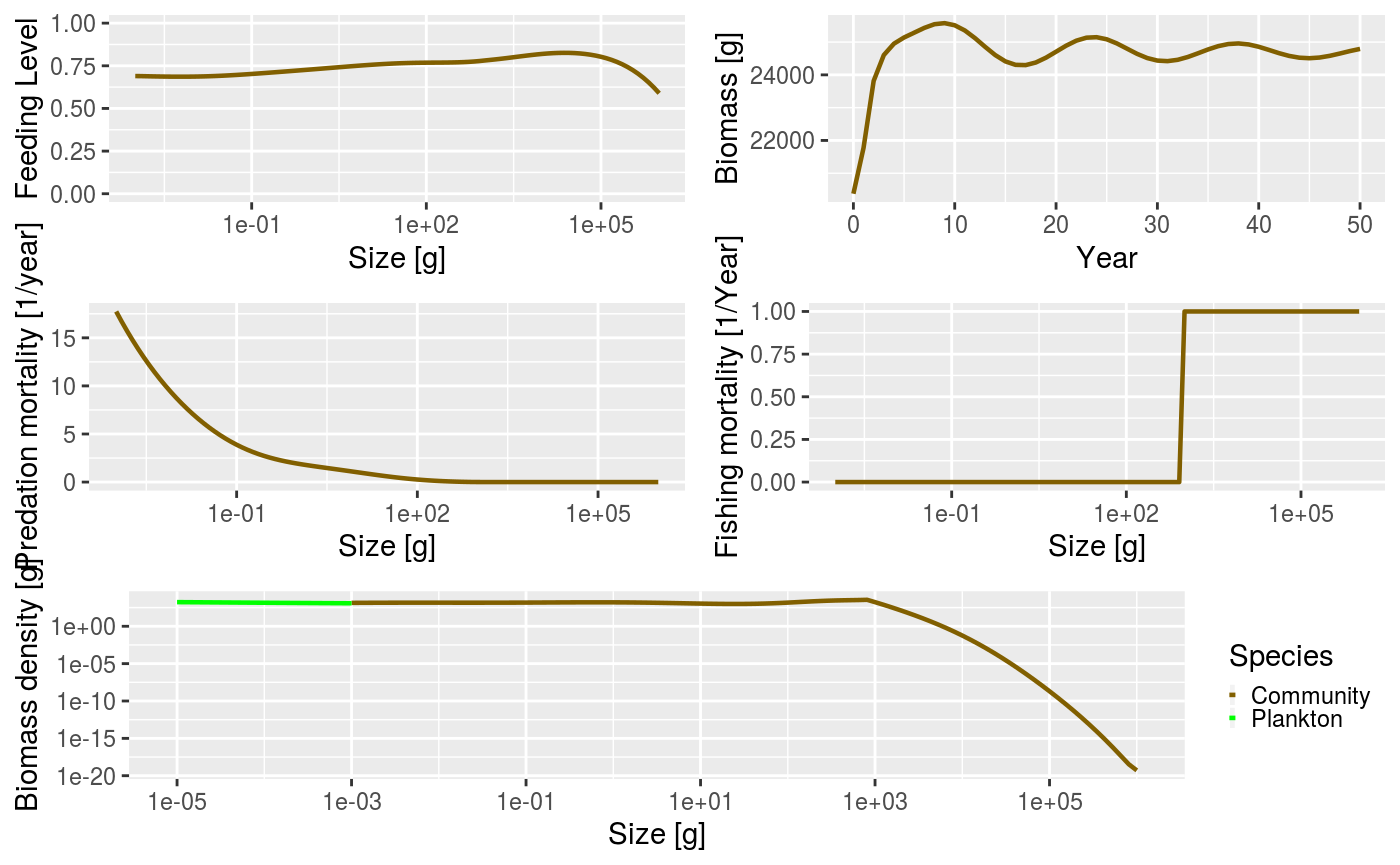 Feeding Level
1.00
0.75
0.50
0.25
0.00
1e-01 1e+02 1e+05
Size [g]
Biomass [g]
24000
22000
0 10 20 30 40 50
Year
Predation mortality [1/year]
15
10
5
0
1e-01 1e+02 1e+05
Size [g]
Fishing mortality [1/Year]
1.00
0.75
0.50
0.25
0.00
1e-01 1e+02 1e+05
Size [g]
Biomass density [g]
1e+00
1e-05
1e-10
1e-15
1e-20
1e-05 1e-03 1e-01 1e+01 1e+03 1e+05
Size [g]
Species
Community
Plankton